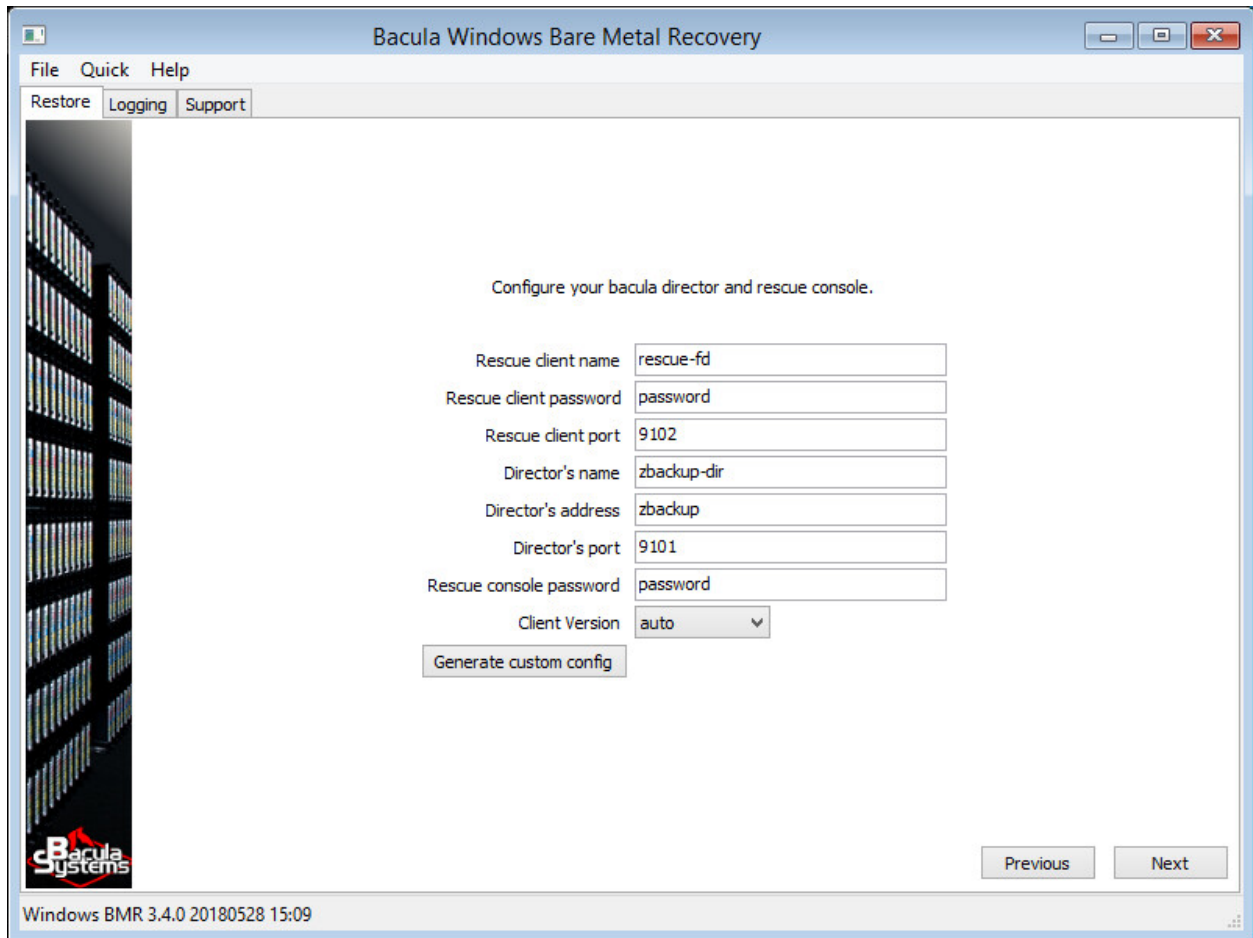 Bacula Windows Bare Metal Recovery
File Quick Help
Restore Logging Support
Configure your bacula director and rescue console.
Rescue client name rescue-fd
Rescue client password password
Rescue client port 9102
Director's name zbackup-dir
Director's address zbackup
Director's port 9101
Rescue console password password
Client Version auto
Generate custom config
Bacula
Systems
Previous Next
Windows BMR 3.4.0 20180528 15:09